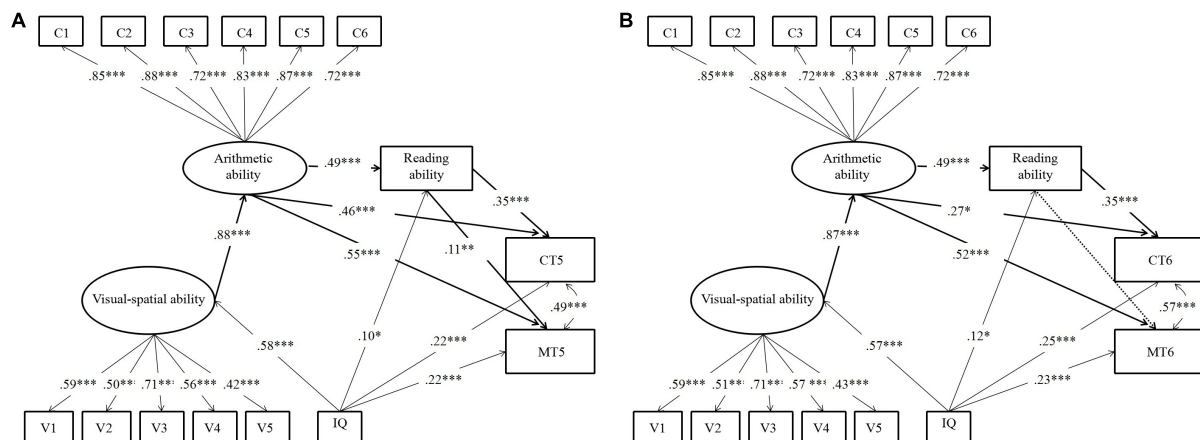 A
C1 C2 C3 C4 C5 C6
.85*** .88*** .72*** .83*** .87*** .72***
Arithmetic
ability
.49***
Reading
ability
.35***
.46***
.88***
.11**
.55***
CT5
Visual-spatial ability
.49***
.58***
.10*
.22***
MT5
.22***
.59*** .50** .71** .56*** .42***
V1 V2 V3 V4 V5 IQ
B
C1 C2 C3 C4 C5 C6
.85*** .88*** .72*** .83*** .87*** .72***
Arithmetic
ability
.49***
Reading
ability
.35***
.27*
.87***
.52***
CT6
Visual-spatial ability
.57***
.57***
.12*
.25***
MT6
.23***
.59*** .51** .71** .57 *** .43***
V1 V2 V3 V4 V5 IQ